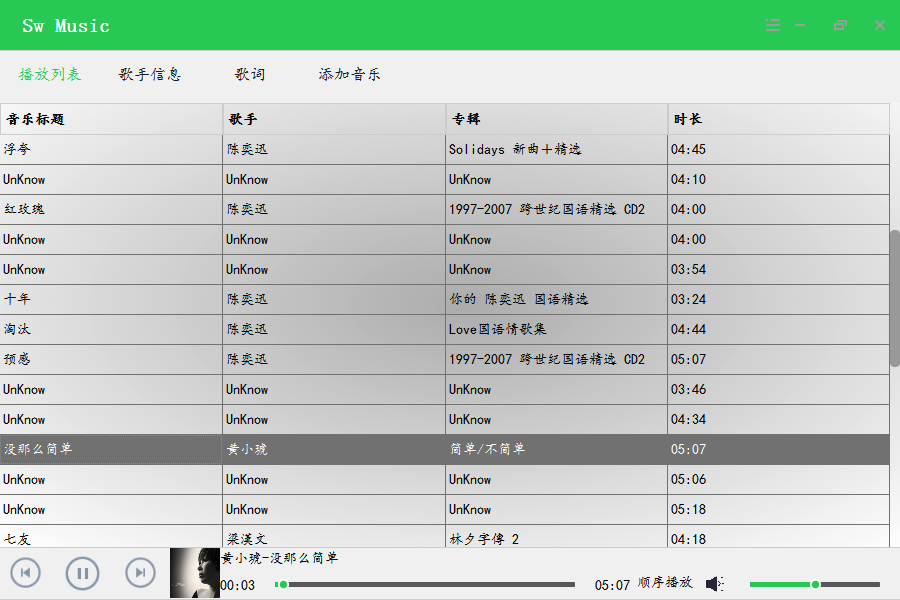 Sw Music
播放列表 歌手信息 歌词 添加音乐
音乐标题 歌手 专辑 时长
浮夸 陈奕迅 Solidays 新曲＋精选 04:45
UnKnow UnKnow UnKnow 04:10
红玫瑰 陈奕迅 1997-2007 跨世纪国语精选 CD2 04:00
UnKnow UnKnow UnKnow 04:00
UnKnow UnKnow UnKnow 03:54
十年 陈奕迅 你的 陈奕迅 国语精选 03:24
淘汰 陈奕迅 Love国语情歌集 04:44
预感 陈奕迅 1997-2007 跨世纪国语精选 CD2 05:07
UnKnow UnKnow UnKnow 03:46
UnKnow UnKnow UnKnow 04:34
没那么简单 黄小琥 简单/不简单 05:07
UnKnow UnKnow UnKnow 05:06
UnKnow UnKnow UnKnow 05:18
七友 梁漢文 林夕字傳 2 04:18
黄小琥-没那么简单
00:03 05:07 顺序播放